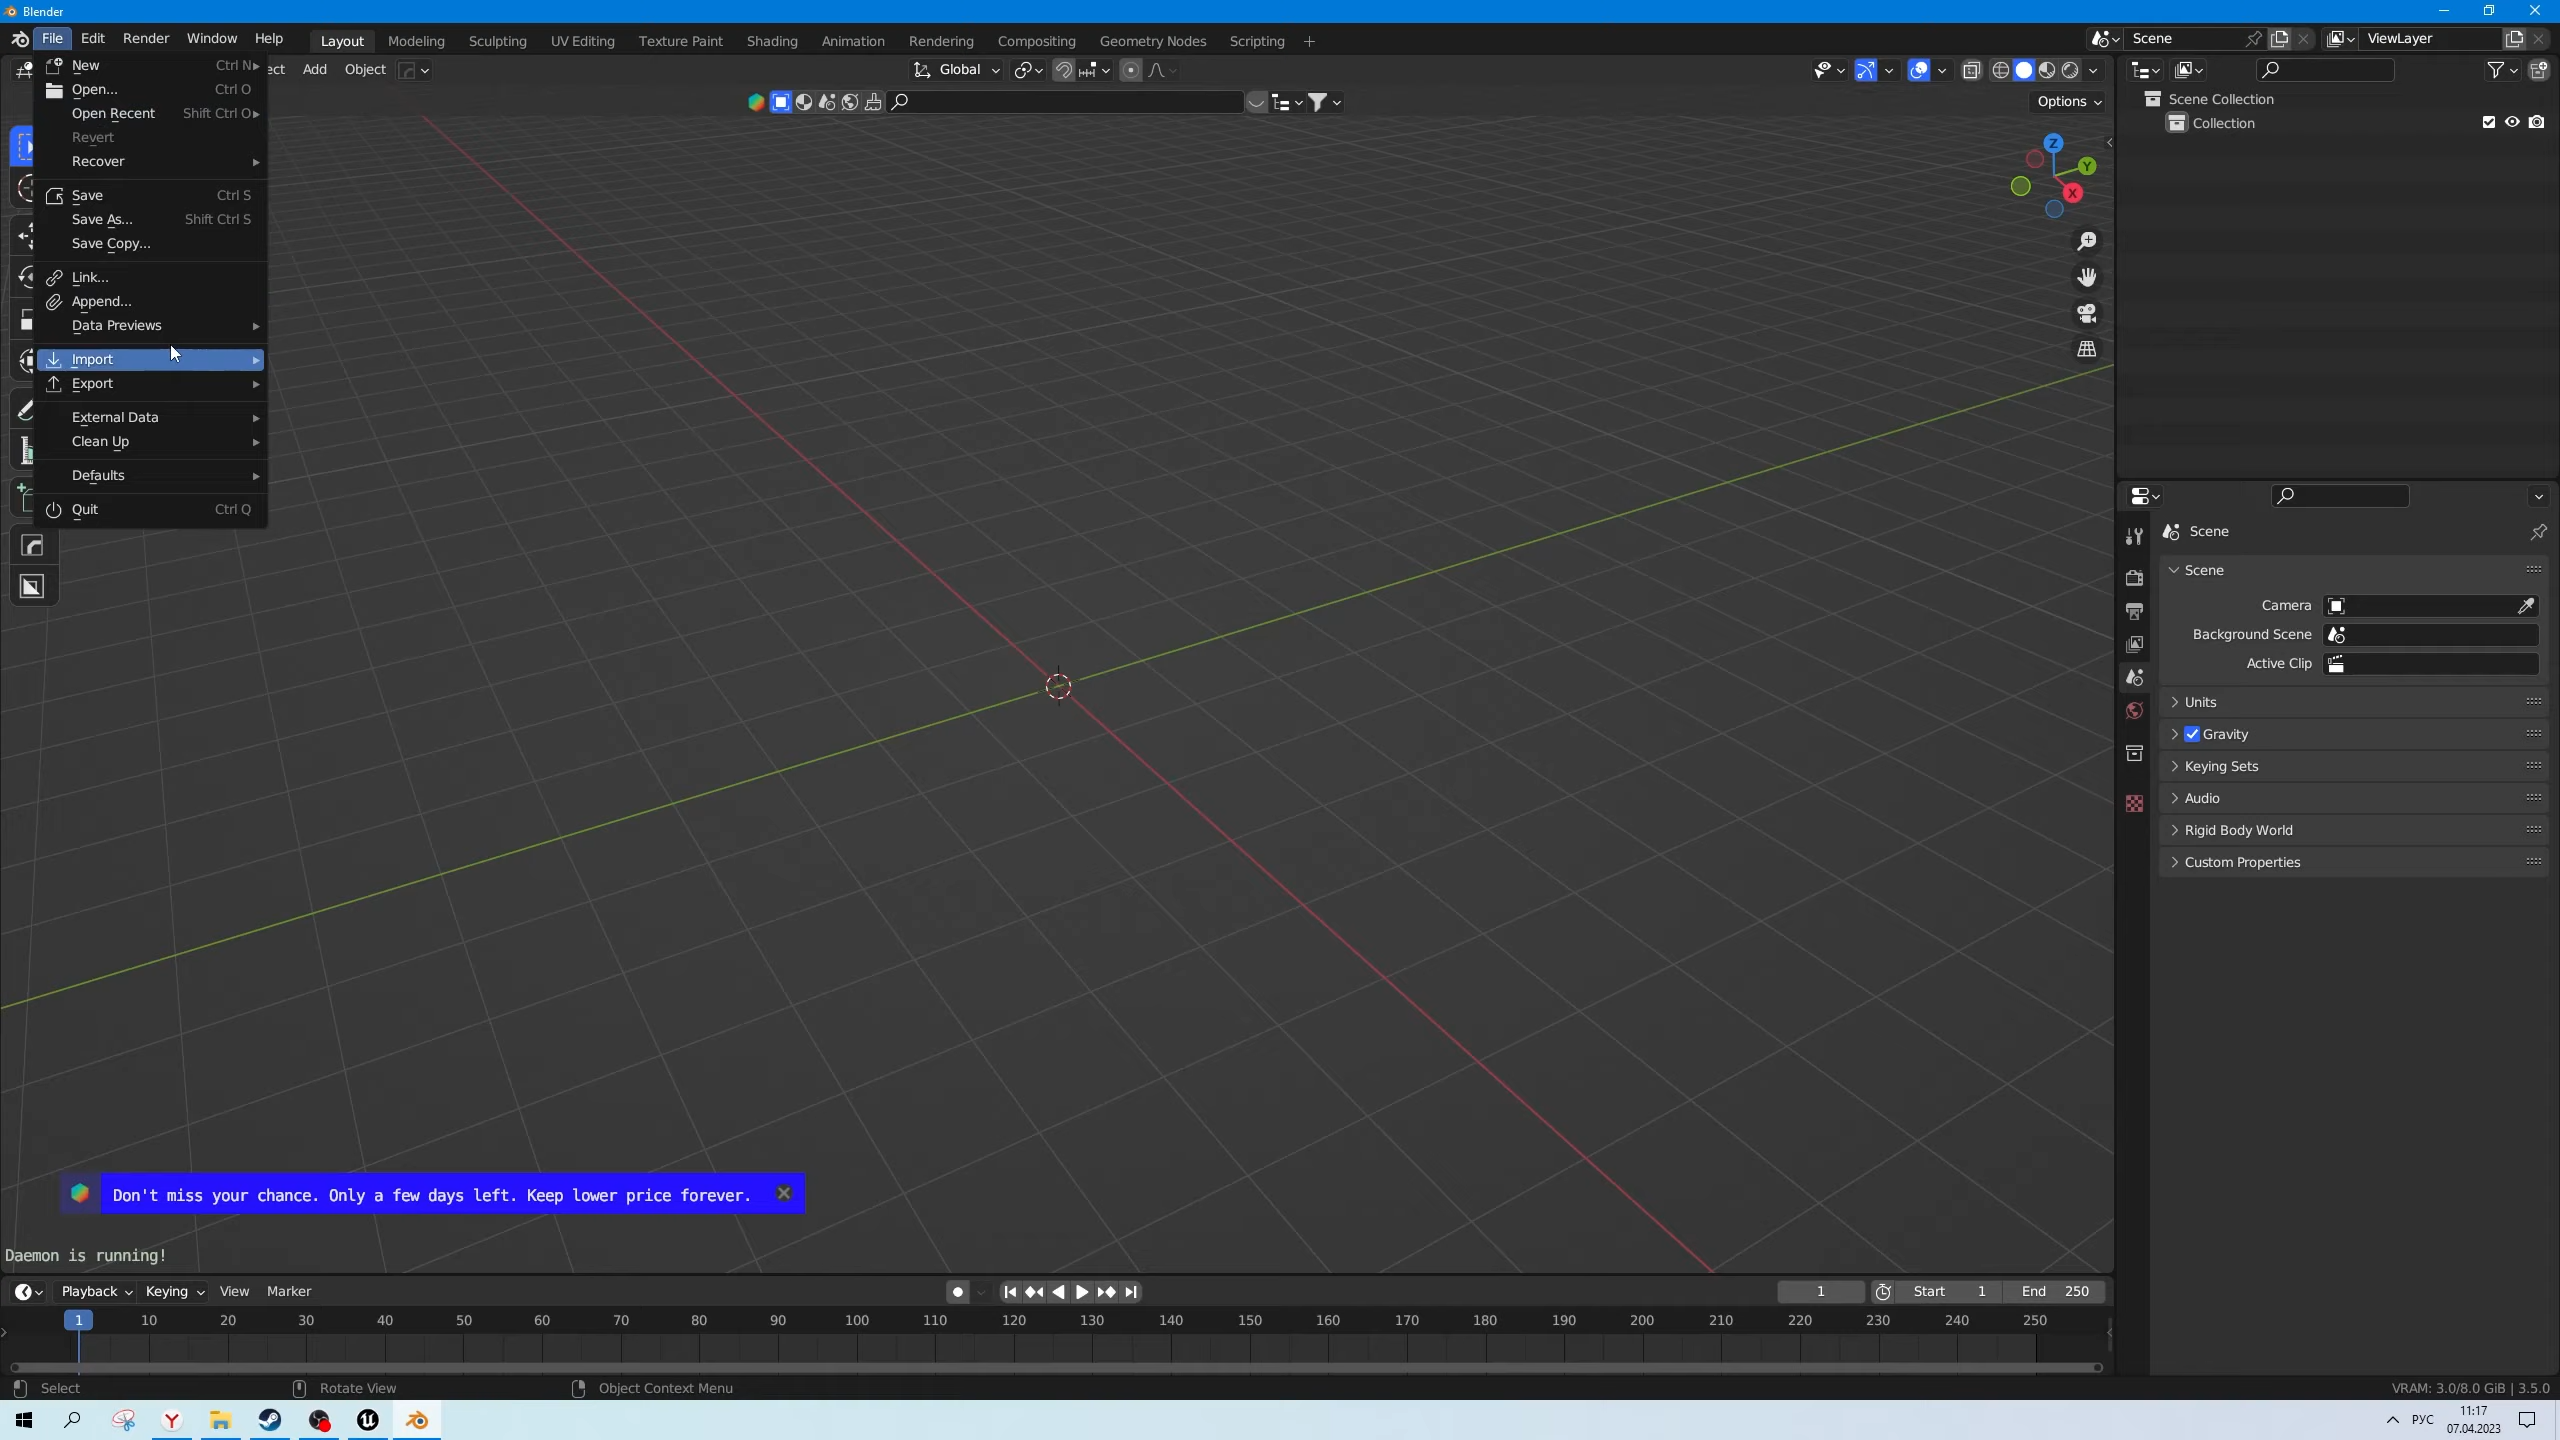 Blender
File Edit Render Window Help Layout Modeling Sculpting UV Editing Texture Paint Shading Animation Rendering Compositing Geometry Nodes Scripting + Scene ViewLayer
New Ctrl N
Open... Ctrl O
Open Recent Shift Ctrl O
Revert
Recover
Save Ctrl S
Save As... Shift Ctrl S
Save Copy...
Link...
Append...
Data Previews
Import
Export
External Data
Clean Up
Defaults
Quit Ctrl Q
ect Add Object Global
Options
Z
Y
X
Scene Collection
Collection
Scene
Scene
Camera
Background Scene
Active Clip
Units
Gravity
Keying Sets
Audio
Rigid Body World
Custom Properties
Don't miss your chance. Only a few days left. Keep lower price forever.
Daemon is running!
Playback Keying View Marker 1 Start 1 End 250
1 10 20 30 40 50 60 70 80 90 100 110 120 130 140 150 160 170 180 190 200 210 220 230 240 250
Select Rotate View Object Context Menu VRAM: 3.0/8.0 GiB | 3.5.0
РУС 11:17
07.04.2023